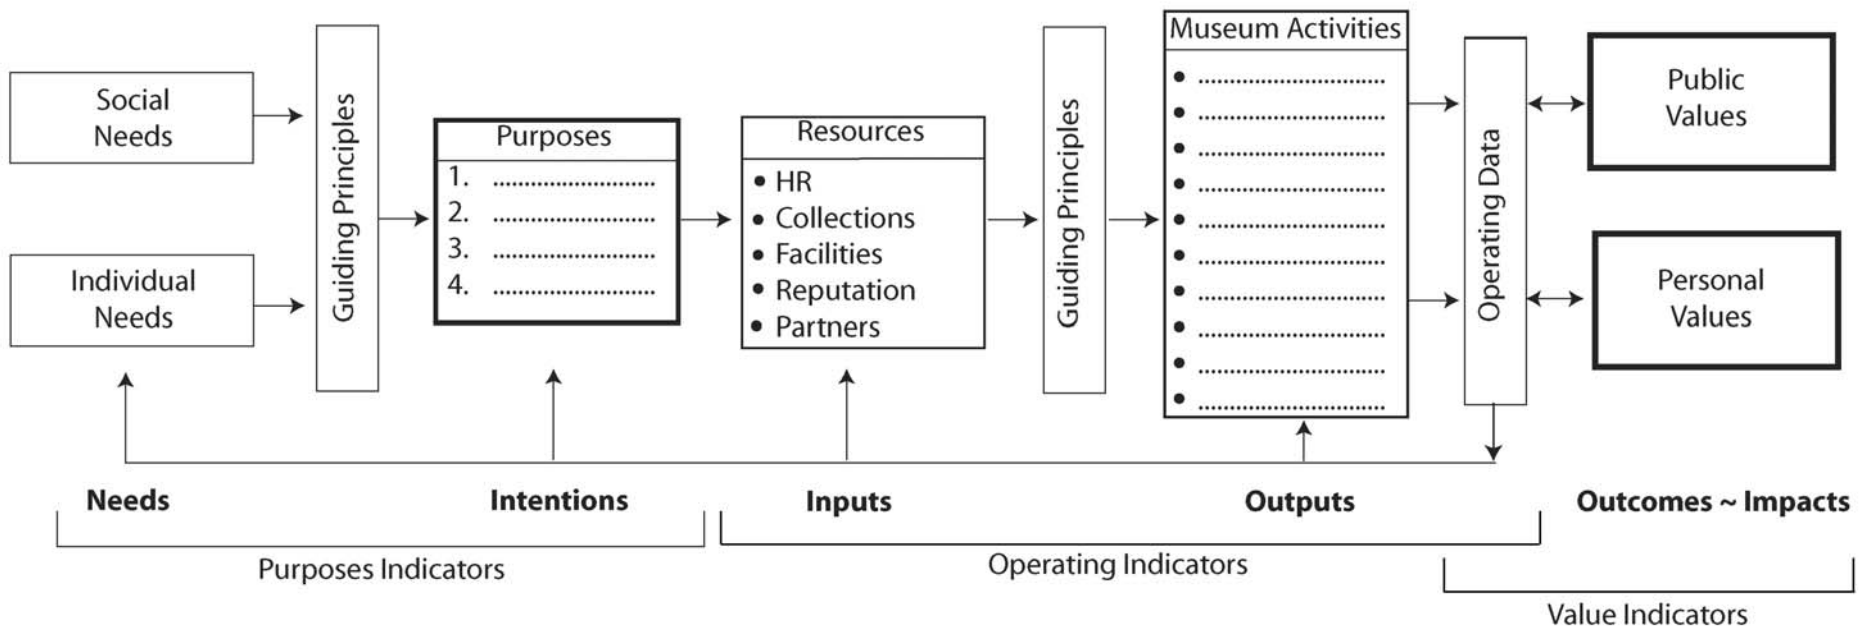 Social
Needs
Individual
Needs
Guiding Principles
Purposes
1. ..........................
2. ..........................
3. ..........................
4. ..........................
Resources
• HR
• Collections
• Facilities
• Reputation
• Partners
Guiding Principles
Museum Activities
• ..............................
• ..............................
• ..............................
• ..............................
• ..............................
• ..............................
• ..............................
• ..............................
• ..............................
• ..............................
Operating Data
Public
Values
Personal
Values
Needs
Intentions
Inputs
Outputs
Outcomes ~ Impacts
Purposes Indicators
Operating Indicators
Value Indicators